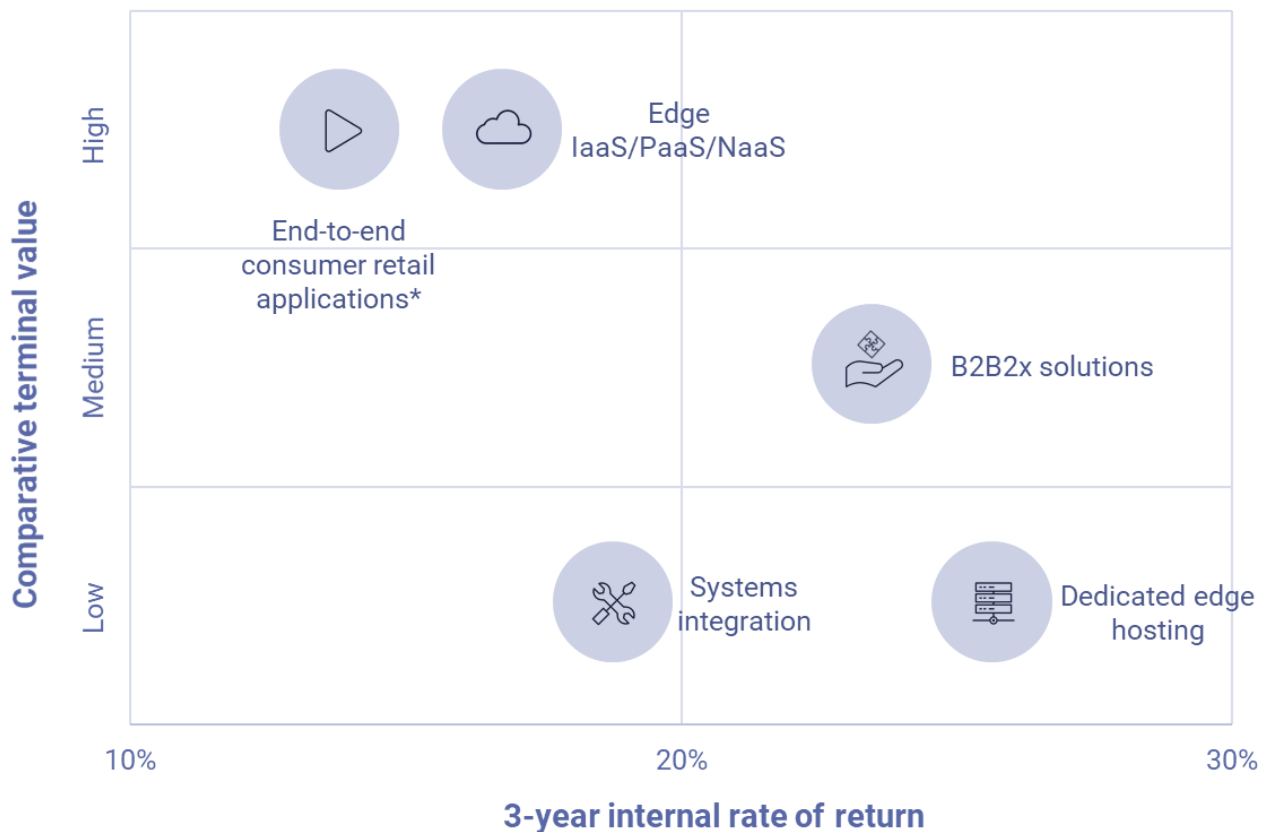 Comparative terminal value
High
Medium
Low
Edge
IaaS/PaaS/NaaS
End-to-end
consumer retail
applications*
B2B2x solutions
Systems
integration
Dedicated edge
hosting
10%
20%
30%
3-year internal rate of return